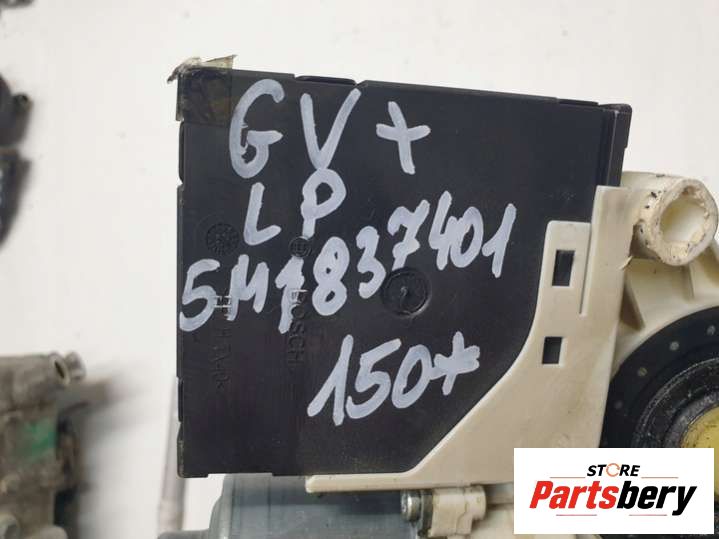 GV+
LP
5M1837401
BOSCH
150*
STORE
Partsbery